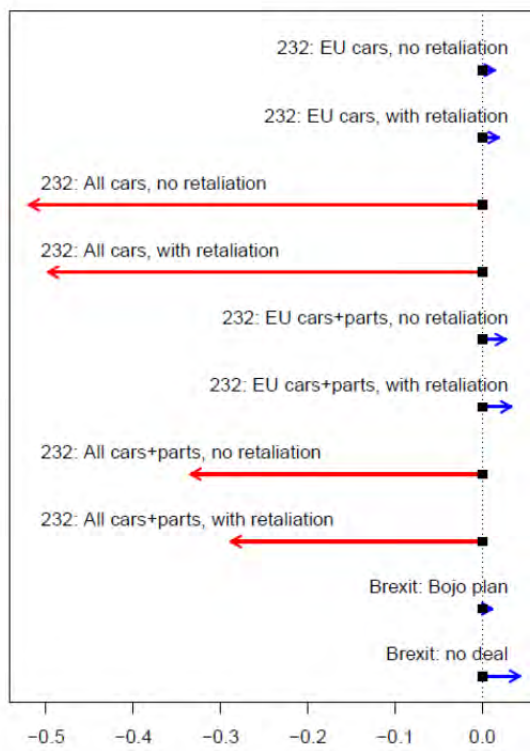 232: EU cars, no retaliation
232: EU cars, with retaliation
232: All cars, no retaliation
232: All cars, with retaliation
232: EU cars+parts, no retaliation
232: EU cars+parts, with retaliation
232: All cars+parts, no retaliation
232: All cars+parts, with retaliation
Brexit: Bojo plan
Brexit: no deal
−0.5 −0.4 −0.3 −0.2 −0.1 0.0